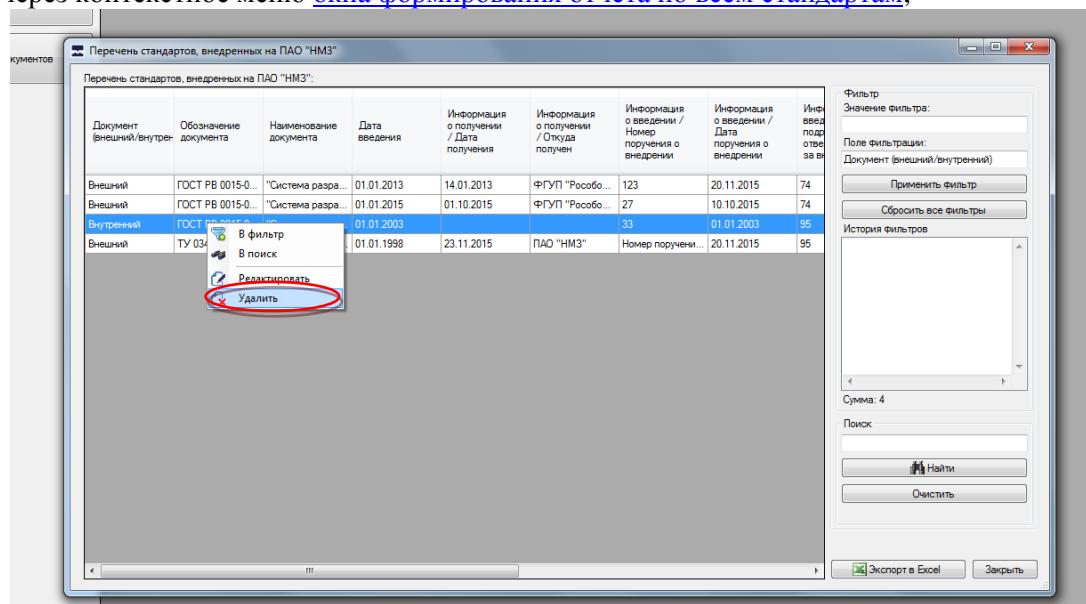 через контекстное меню окна формирования отчета по всем стандартам;
кументов
Перечень стандартов, внедренных на ПАО "НМЗ"
Перечень стандартов, внедренных на ПАО "НМЗ":
Документ (внешний/внутрен
Обозначение документа
Наименование документа
Дата введения
Информация о получении / Дата получения
Информация о получении / Откуда получен
Информация о введении / Номер поручения о внедрении
Информация о введении / Дата поручения о внедрении
Внешний ГОСТ РВ 0015-0... "Система разра... 01.01.2013 14.01.2013 ФГУП "Рособо... 123 20.11.2015 74
Внешний ГОСТ РВ 0015-0... "Система разра... 01.01.2015 01.10.2015 ФГУП "Рособо... 27 10.10.2015 74
Внутренний ГОСТ 01.01.2003 33 01.01.2003 95
Внешний ТУ 034 01.01.1998 23.11.2015 ПАО "НМЗ" Номер поручени... 20.11.2015 95
В фильтр
В поиск
Редактировать
Удалить
Фильтр
Значение фильтра:
Поле фильтрации:
Документ (внешний/внутренний)
Применить фильтр
Сбросить все фильтры
История фильтров
Сумма: 4
Поиск
Найти
Очистить
Экспорт в Excel
Закрыть